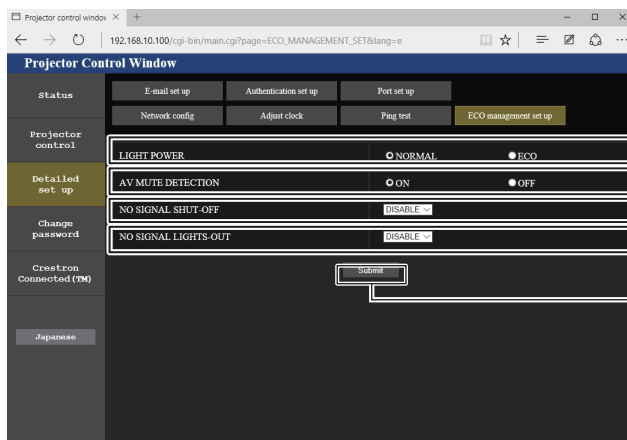 Projector control window
192.168.10.100/cgi-bin/main.cgi?page=ECO_MANAGEMENT_SET&lang=e
Projector Control Window
Status
Projector
control
Detailed
set up
Change
password
Crestron
Connected(TM)
Japanese
E-mail set up
Authentication set up
Port set up
Network config
Adjust clock
Ping test
ECO management set up
LIGHT POWER
NORMAL
ECO
AV MUTE DETECTION
ON
OFF
NO SIGNAL SHUT-OFF
DISABLE
NO SIGNAL LIGHTS-OUT
DISABLE
Submit